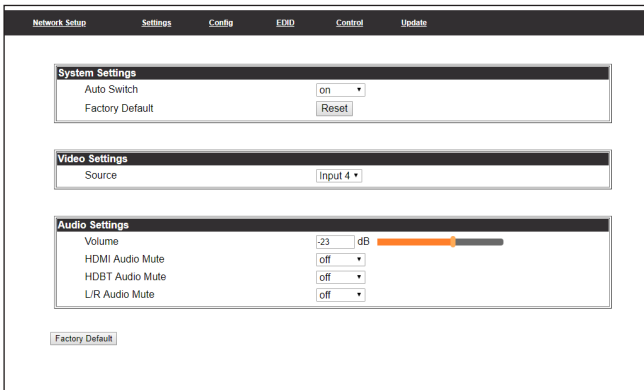 Network Setup Settings Config EDID Control Update
System Settings
Auto Switch on
Factory Default Reset
Video Settings
Source Input 4
Audio Settings
Volume -23 dB
HDMI Audio Mute off
HDBT Audio Mute off
L/R Audio Mute off
Factory Default